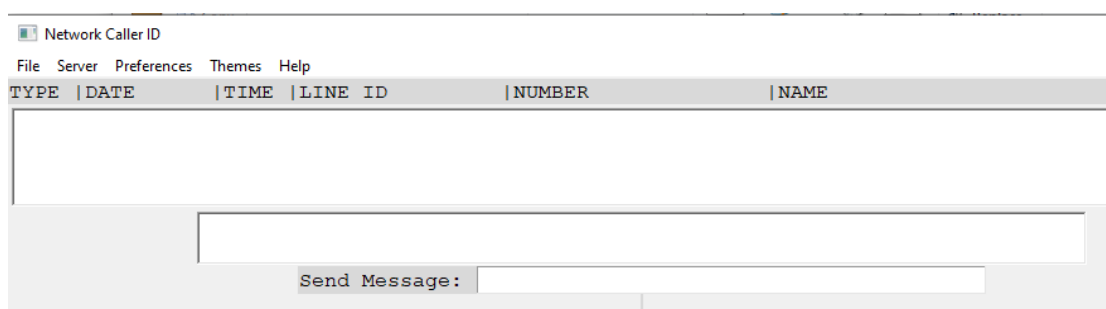 Network Caller ID
File Server Preferences Themes Help
TYPE |DATE |TIME |LINE ID |NUMBER |NAME
Send Message: